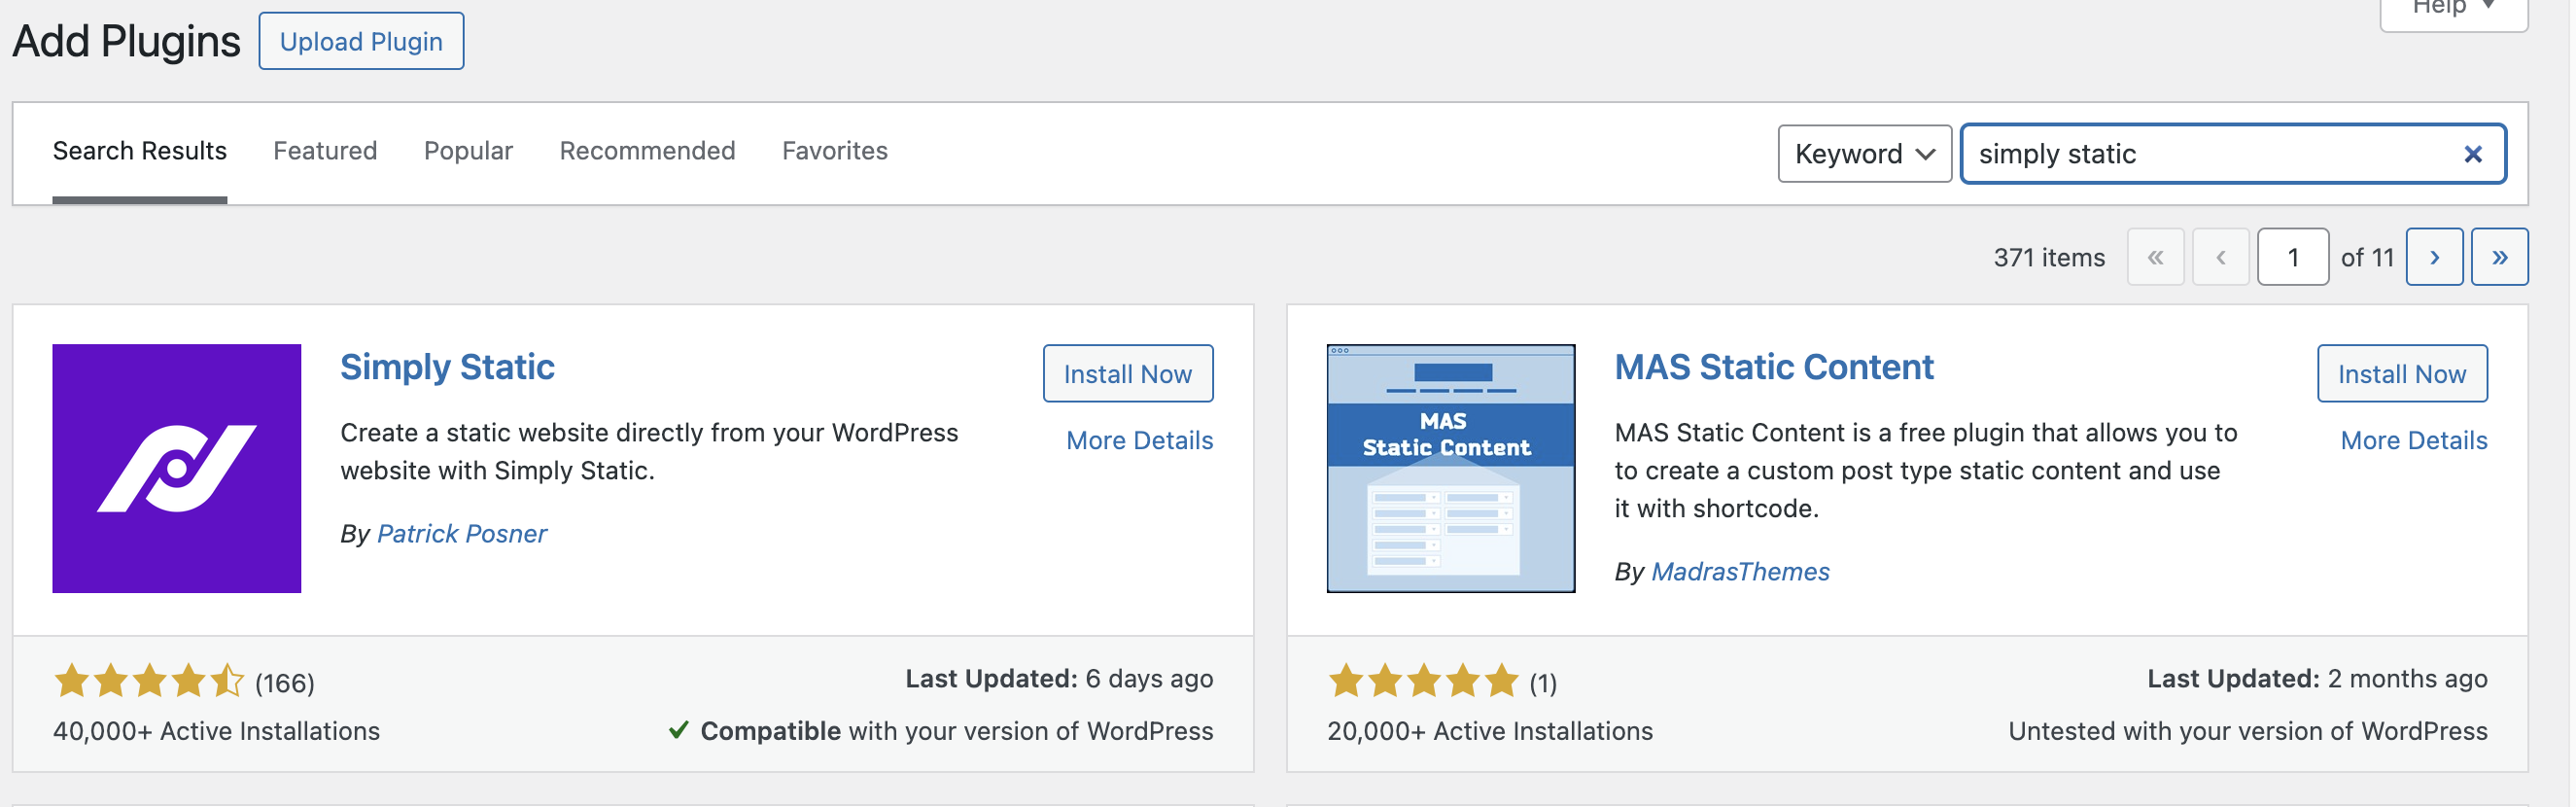 Help
Add Plugins
Upload Plugin
Search Results
Featured
Popular
Recommended
Favorites
Keyword
simply static
371 items
«
‹
1
of 11
›
»
Simply Static
Install Now
More Details
Create a static website directly from your WordPress
website with Simply Static.
By Patrick Posner
(166)
40,000+ Active Installations
Last Updated: 6 days ago
Compatible with your version of WordPress
MAS
Static Content
MAS Static Content
Install Now
More Details
MAS Static Content is a free plugin that allows you to
to create a custom post type static content and use
it with shortcode.
By MadrasThemes
(1)
20,000+ Active Installations
Last Updated: 2 months ago
Untested with your version of WordPress